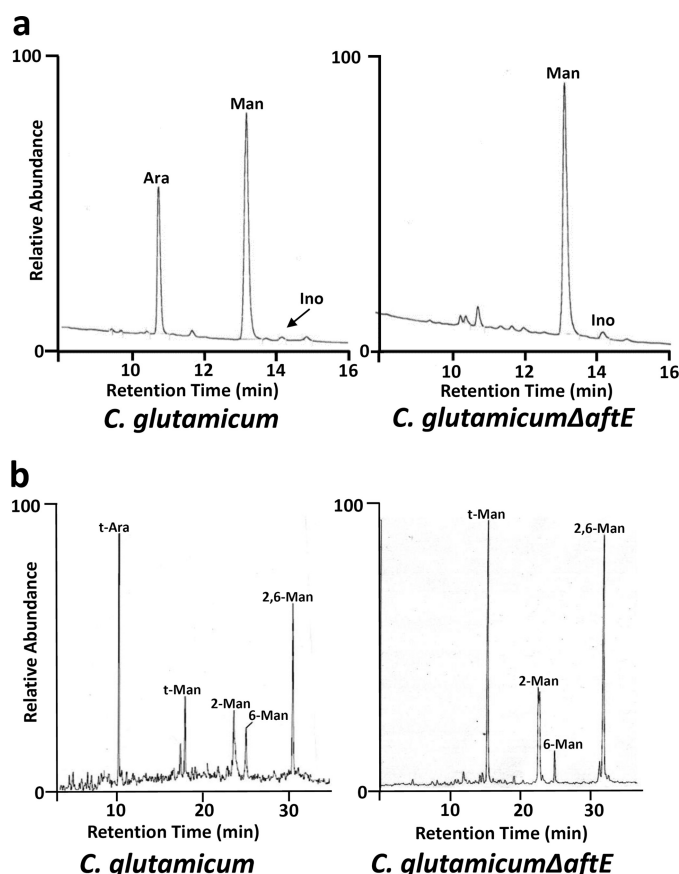 a
100
Relative Abundance
0
Ara
Man
Ino
10
12
14
16
Retention Time (min)
C. glutamicum
100
0
Man
Ino
10
12
14
16
Retention Time (min)
C. glutamicumΔaftE
b
100
Relative Abundance
0
t-Ara
t-Man
2-Man
6-Man
2,6-Man
10
20
30
Retention Time (min)
C. glutamicum
100
0
t-Man
2-Man
6-Man
2,6-Man
10
20
30
Retention Time (min)
C. glutamicumΔaftE